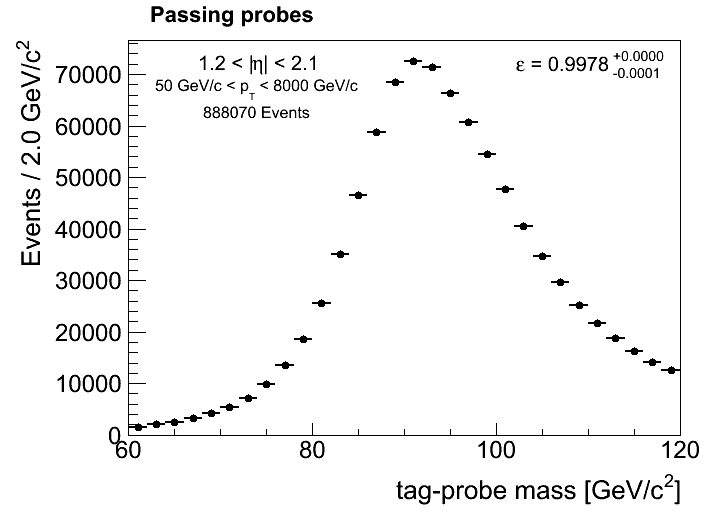 Passing probes
1.2 < |η| < 2.1
50 GeV/c < p_T < 8000 GeV/c
888070 Events
ε = 0.9978 +0.0000 -0.0001
Events / 2.0 GeV/c²
70000
60000
50000
40000
30000
20000
10000
0
60 80 100 120
tag-probe mass [GeV/c²]